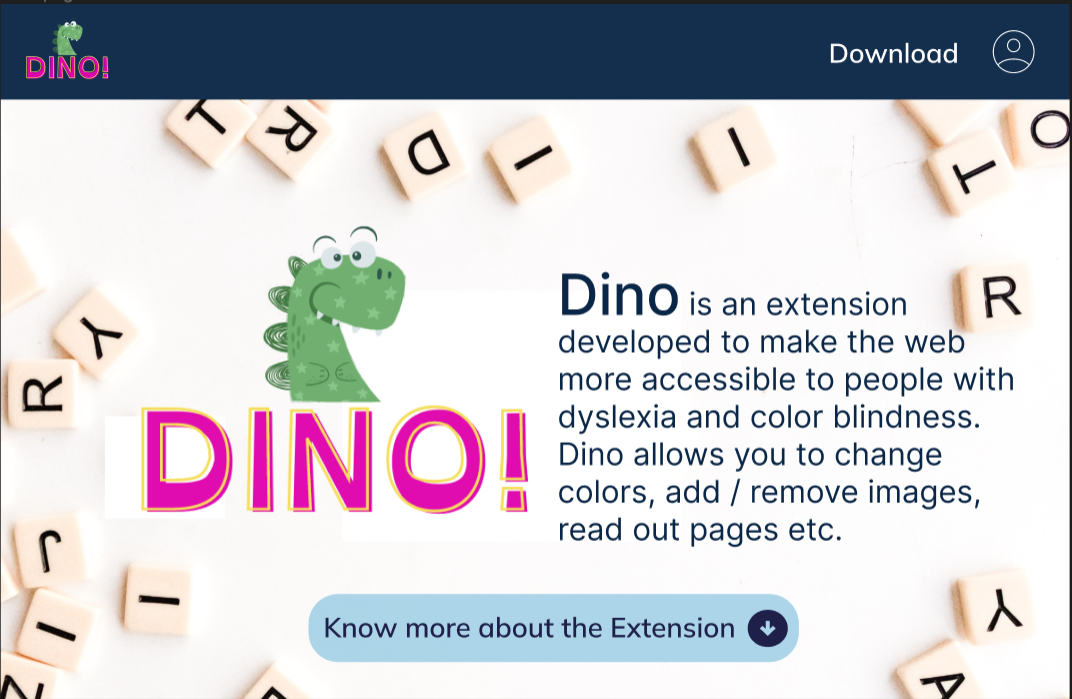 DINO!
Download
T
R
D
I
I
T
O
R
Y
R
DINO!
Dino is an extension
developed to make the web
more accessible to people with
dyslexia and color blindness.
Dino allows you to change
colors, add / remove images,
read out pages etc.
J
I
I
Y
Z
A
Know more about the Extension